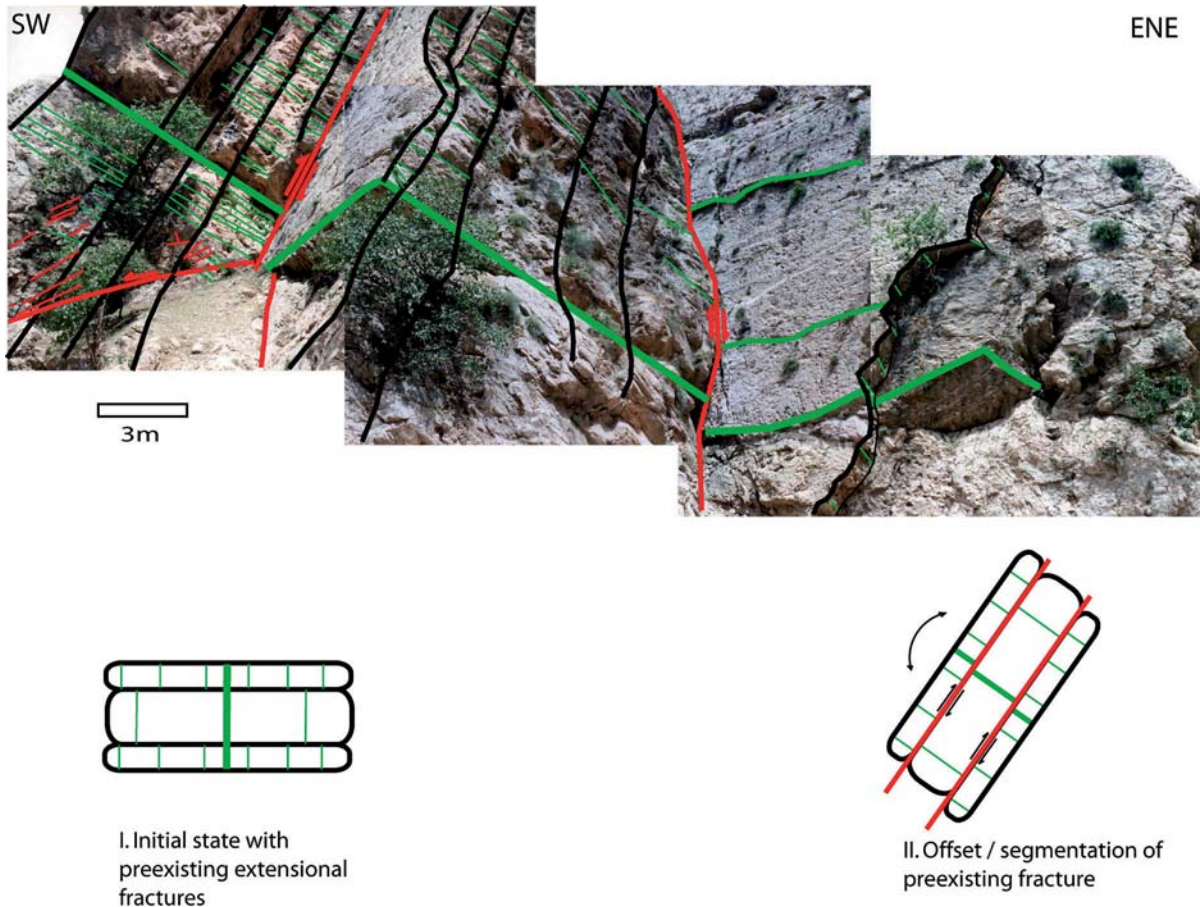 SW
ENE
3m
I. Initial state with
preexisting extensional
fractures
II. Offset / segmentation of
preexisting fracture